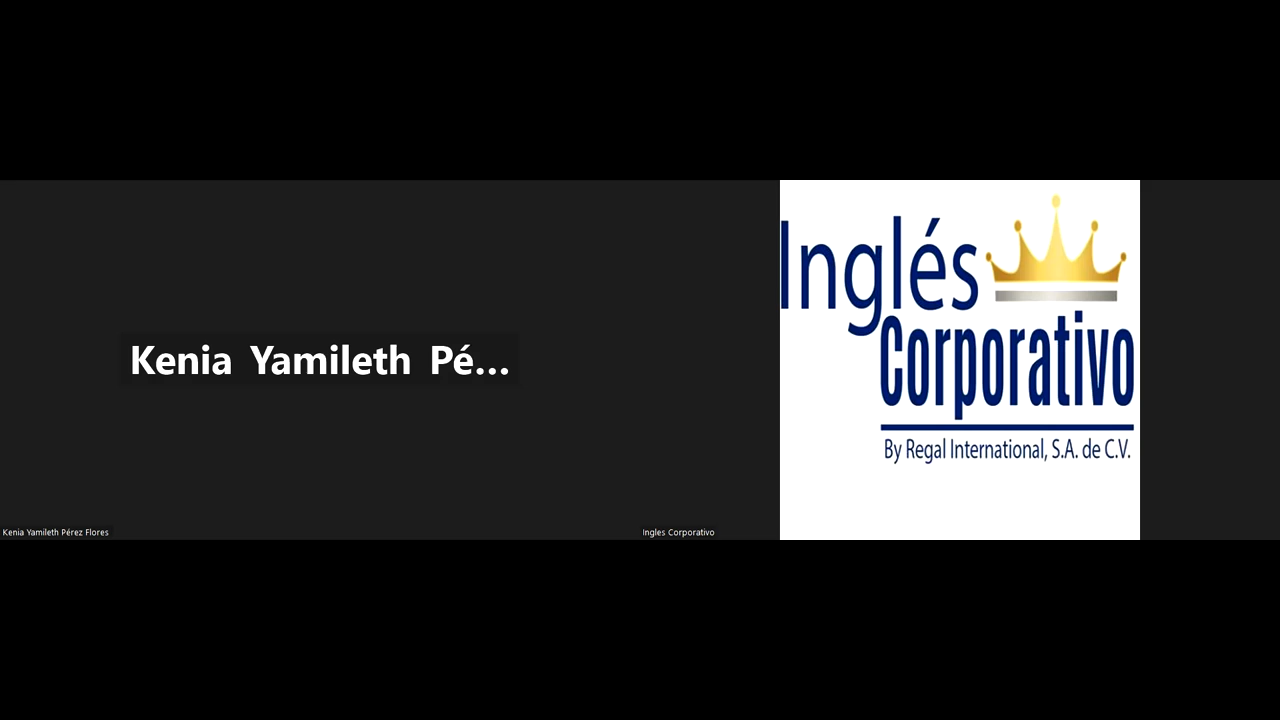 Kenia Yamileth Pé...
Kenia Yamileth Pérez Flores
Inglés
Corporativo
By Regal International, S.A. de C.V.
Ingles Corporativo